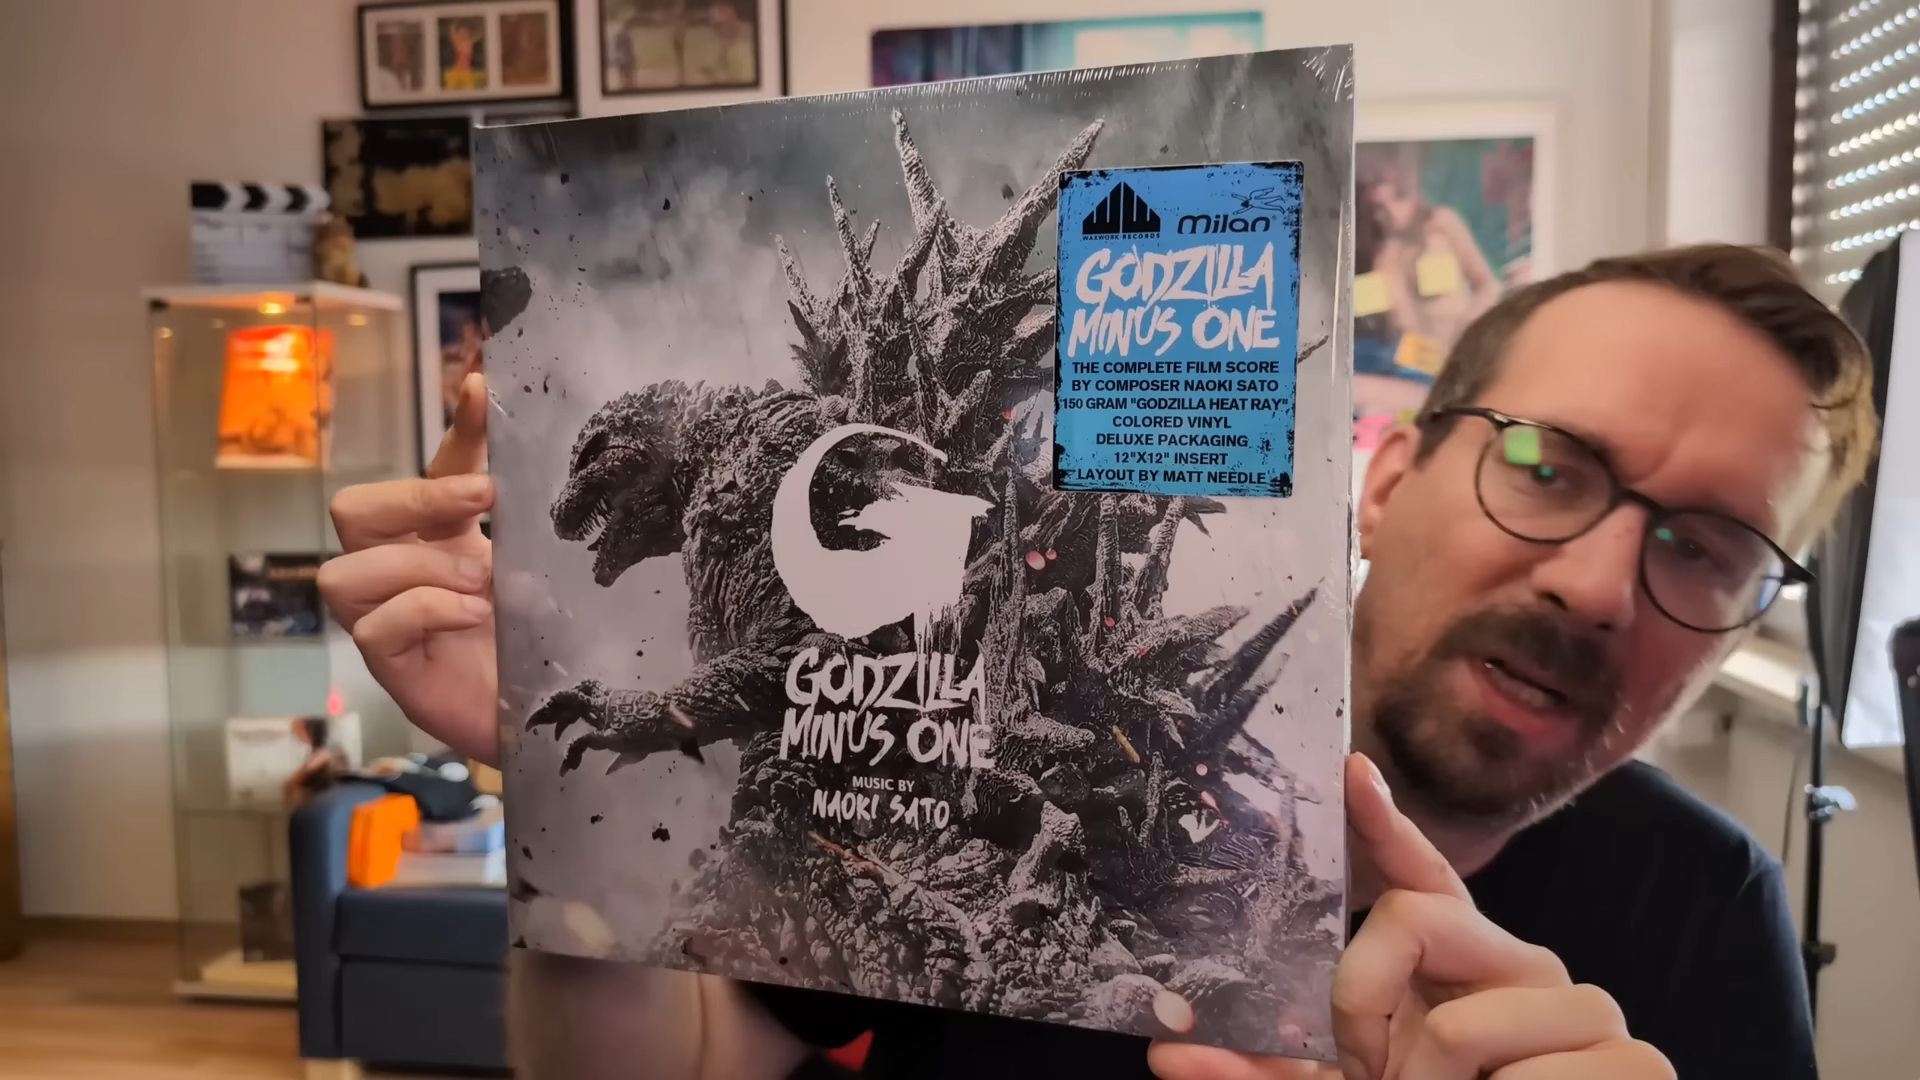 WAXWORK RECORDS
milan
GODZILLA
MINUS ONE
THE COMPLETE FILM SCORE
BY COMPOSER NAOKI SATO
150 GRAM "GODZILLA HEAT RAY"
COLORED VINYL
DELUXE PACKAGING
12"X12" INSERT
LAYOUT BY MATT NEEDLE
GODZILLA
MINUS ONE
MUSIC BY
NAOKI SATO